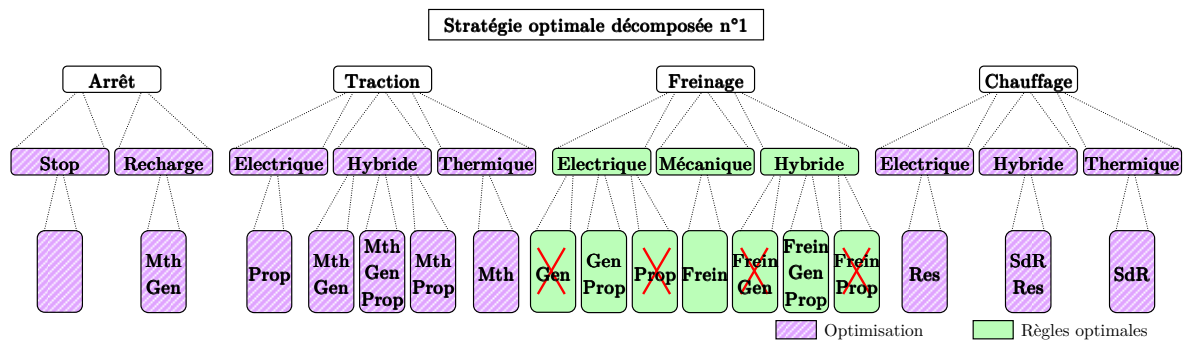 Stratégie optimale décomposée n°1
Arrêt Traction Freinage Chauffage
Stop Recharge Electrique Hybride Thermique Electrique Mécanique Hybride Electrique Hybride Thermique
Mth
Gen
Prop
Mth
Gen
Mth
Gen
Prop
Mth
Prop
Mth
Gen
Gen
Prop
Prop
Frein
Frein
Gen
Frein
Gen
Prop
Frein
Prop
Res
SdR
Res
SdR
Optimisation Règles optimales